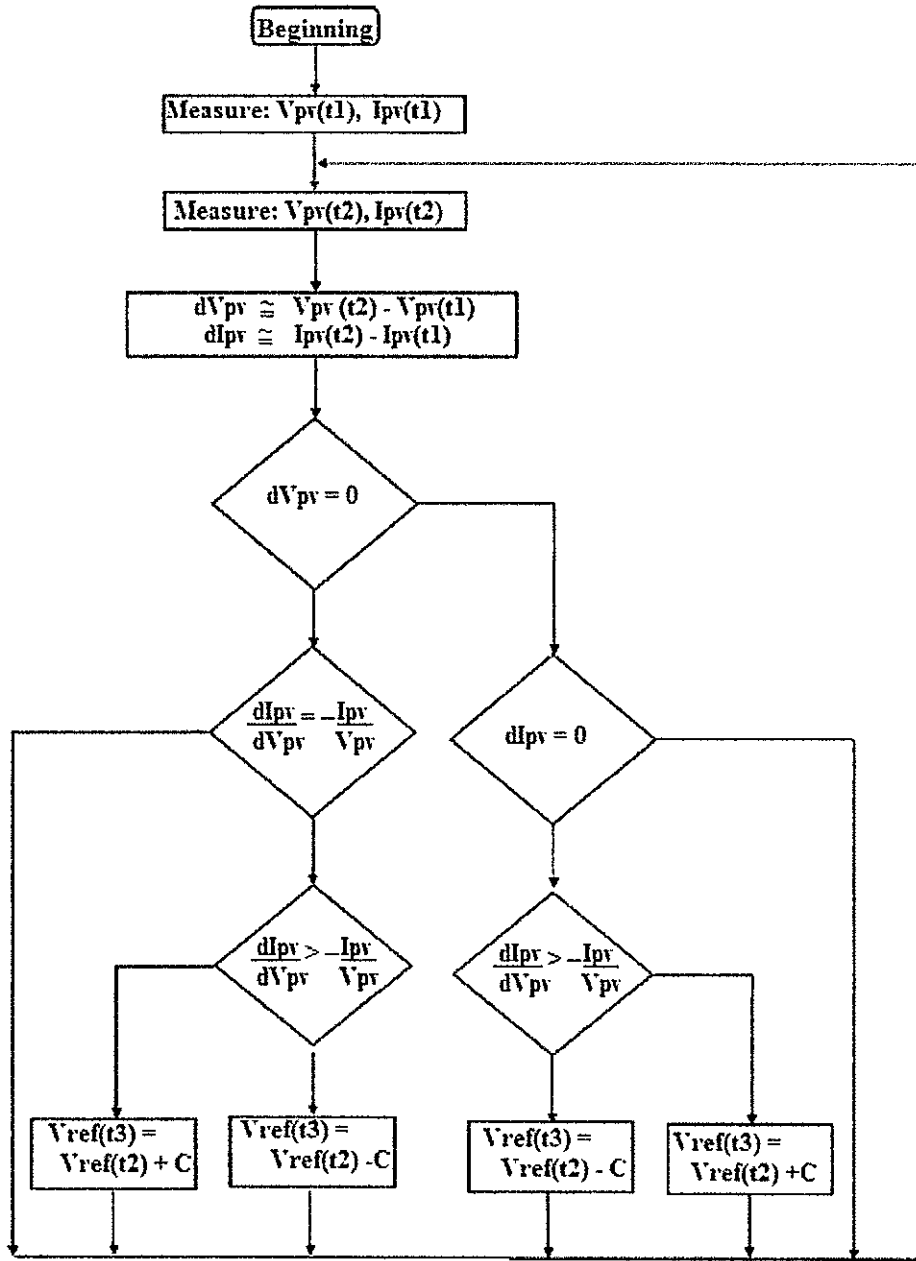 Beginning
Measure: Vpv(t1), Ipv(t1)
Measure: Vpv(t2), Ipv(t2)
dVpv ≅ Vpv (t2) - Vpv(t1)
dIpv ≅ Ipv(t2) - Ipv(t1)
dVpv = 0
dIpv/dVpv = -Ipv/Vpv
dIpv = 0
dIpv/dVpv > -Ipv/Vpv
dIpv/dVpv > -Ipv/Vpv
Vref(t3) =
Vref(t2) + C
Vref(t3) =
Vref(t2) -C
Vref(t3) =
Vref(t2) - C
Vref(t3) =
Vref(t2) +C